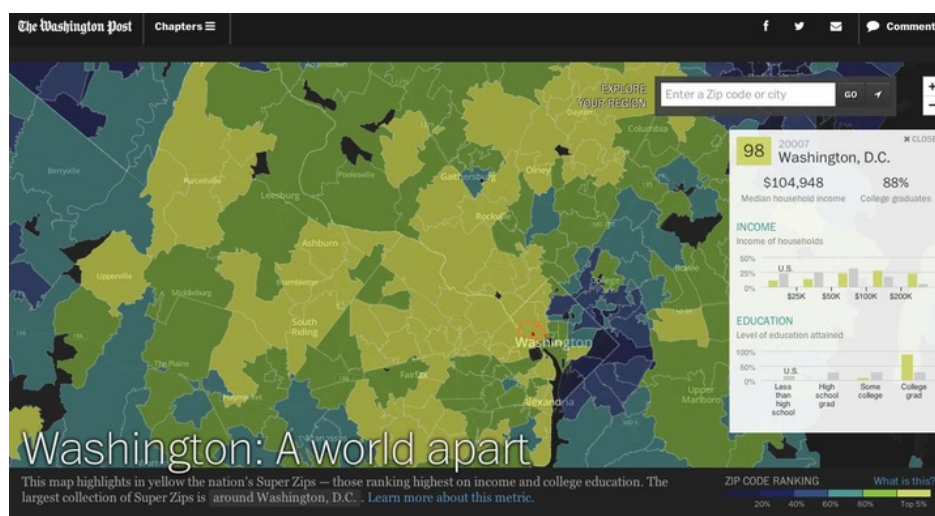 The Washington Post
Chapters
Comment
EXPLORE
YOUR REGION
Enter a Zip code or city
GO
Columbia
Berryville
Purcellville
Leesburg
Poolesville
Gaithersburg
Olney
Rockville
Ashburn
Upperville
Brambleton
Middleburg
South
Riding
Bowie
Washington
The Plains
Fairfax
Upper
Marlboro
Alexandria
CLOSE
98
20007
Washington, D.C.
$104,948
88%
Median household income
College graduates
INCOME
Income of households
50%
25%
0%
U.S.
$25K $50K $100K $200K
EDUCATION
Level of education attained
100%
50%
0%
U.S.
Less than high school
High school grad
Some college
College grad
Washington: A world apart
This map highlights in yellow the nation's Super Zips — those ranking highest on income and college education. The
largest collection of Super Zips is around Washington, D.C. . Learn more about this metric.
ZIP CODE RANKING
What is this?
20% 40% 60% 80% Top 5%